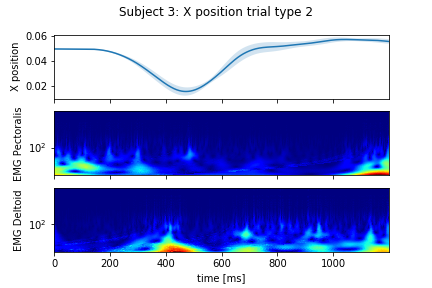 Subject 3: X position trial type 2
0.06
0.04
0.02
X position
10²
EMG Pectoralis
10²
EMG Deltoid
0 200 400 600 800 1000
time [ms]